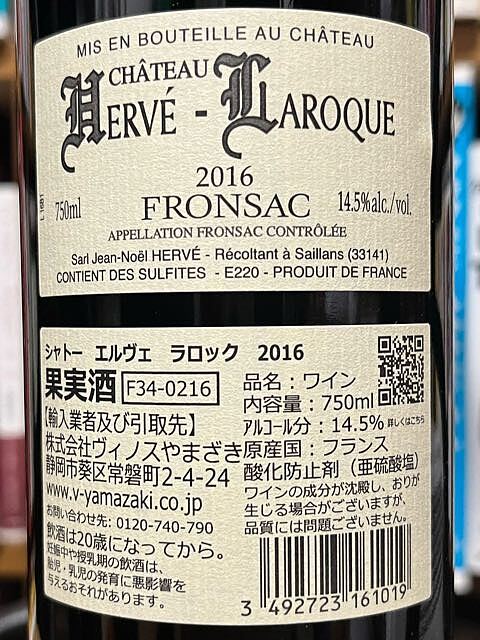 MIS EN BOUTEILLE AU CHÂTEAU
CHÂTEAU
HERVÉ - LAROQUE
2016
L 16B1
750ml
FRONSAC
14.5%alc./vol.
APPELLATION FRONSAC CONTRÔLÉE
Sarl Jean-Noël HERVÉ - Récoltant à Saillans (33141)
CONTIENT DES SULFITES - E220 - PRODUIT DE FRANCE
シャトー エルヴェ ラロック 2016
果実酒 F34-0216
【輸入業者及び引取先】
株式会社ヴィノスやまざき
静岡市葵区常磐町2-4-24
www.v-yamazaki.co.jp
お問い合わせ先: 0120-740-790
飲酒は20歳になってから。
妊娠中や授乳期の飲酒は、
胎児・乳児の発育に悪影響を
与えるおそれがあります。
品名：ワイン
内容量：750ml
アルコール分：14.5%
詳しくはこちら
原産国：フランス
酸化防止剤（亜硫酸塩）
ワインの成分が沈殿し、おりが
生じる場合がございますが、
品質には問題ございません。
3 492723 161019